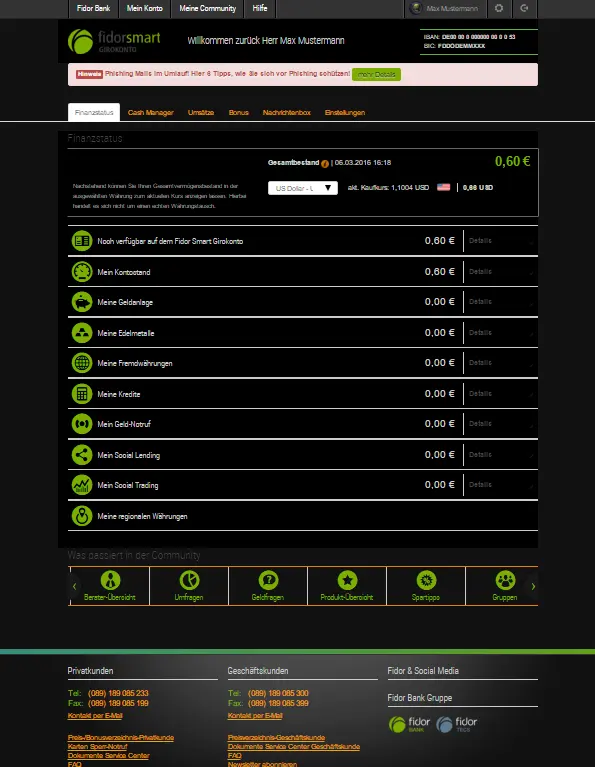 Fidor Bank Mein Konto Meine Community Hilfe Max Mustermann
fidorsmart
GIROKONTO
Willkommen zurück Herr Max Mustermann
BIC: FDDODEMMXXX
Hinweis Phishing Mails im Umlauf! Hier 6 Tipps, wie Sie sich vor Phishing schützen! mehr Details
Finanzstatus Cash Manager Umsätze Bonus Nachrichtenbox Einstellungen
Finanzstatus
Gesamtbestand i | 06.03.2016 16:18 0,60 €
Nachstehend können Sie Ihren Gesamtvermögensbestand in der
ausgewählten Währung zum aktuellen Kurs anzeigen lassen. Hierbei
handelt es sich nicht um einen echten Währungstausch.
US Dollar - U akt. Kaufkurs: 1,1004 USD 0,66 USD
Noch verfügbar auf dem Fidor Smart Girokonto 0,60 € Details
Mein Kontostand 0,60 € Details
Meine Geldanlage 0,00 € Details
Meine Edelmetalle 0,00 € Details
Meine Fremdwährungen 0,00 € Details
Meine Kredite 0,00 € Details
Mein Geld-Notruf 0,00 € Details
Mein Social Lending 0,00 € Details
Mein Social Trading 0,00 € Details
Meine regionalen Währungen
Was passiert in der Community
Berater-Übersicht Umfragen Geldfragen Produkt-Übersicht Spartipps Gruppen
Privatkunden
Tel: (089) 189 085 233
Fax: (089) 189 085 199
Kontakt per E-Mail
Preis-/Bonusverzeichnis-Privatkunde
Karten Sperr-Notruf
Dokumente Service Center
FAQ
Geschäftskunden
Tel: (089) 189 085 300
Fax: (089) 189 085 399
Kontakt per E-Mail
Preisverzeichnis-Geschäftskunde
Dokumente Service Center Geschäftskunde
FAQ
Newsletter abonnieren
Fidor & Social Media
Fidor Bank Gruppe
fidor BANK fidor TECS